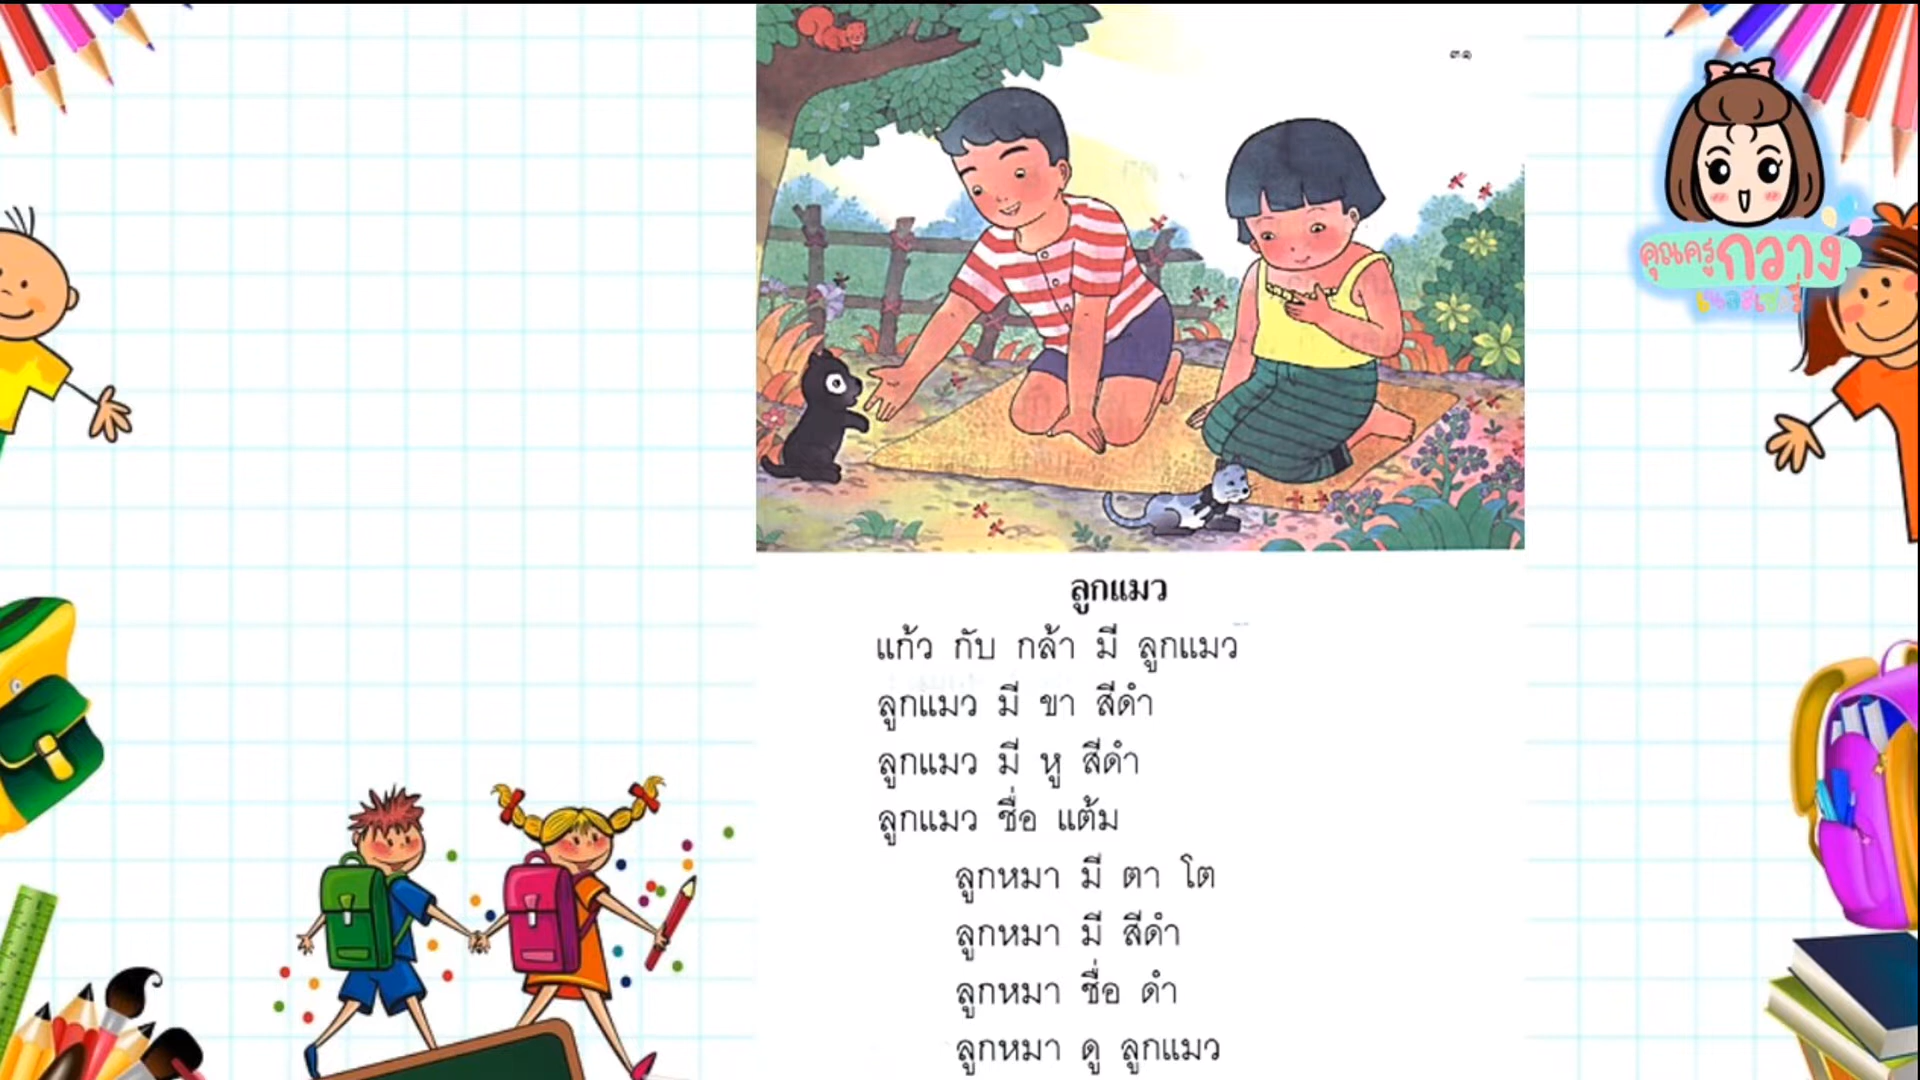 ๓๑
คุณครูกวาง
ลูกแมว
แก้ว กับ กล้า มี ลูกแมว
ลูกแมว มี ขา สีดำ
ลูกแมว มี หู สีดำ
ลูกแมว ชื่อ แต้ม
ลูกหมา มี ตา โต
ลูกหมา มี สีดำ
ลูกหมา ชื่อ ดำ
ลูกหมา ดู ลูกแมว